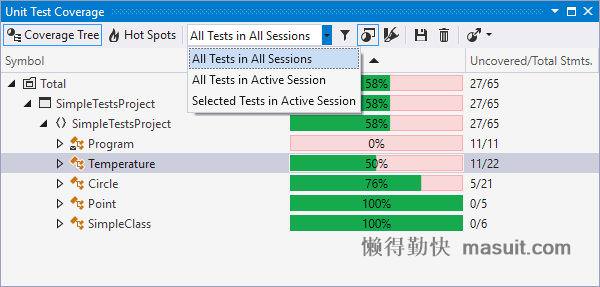 Unit Test Coverage
Coverage Tree Hot Spots All Tests in All Sessions
Symbol Uncovered/Total Stmts.
All Tests in All Sessions
All Tests in Active Session
Selected Tests in Active Session
Total 58% 27/65
SimpleTestsProject 58% 27/65
SimpleTestsProject 58% 27/65
Program 0% 11/11
Temperature 50% 11/22
Circle 76% 5/21
Point 100% 0/5
SimpleClass 100% 0/6
懒得勤快 masuit.com